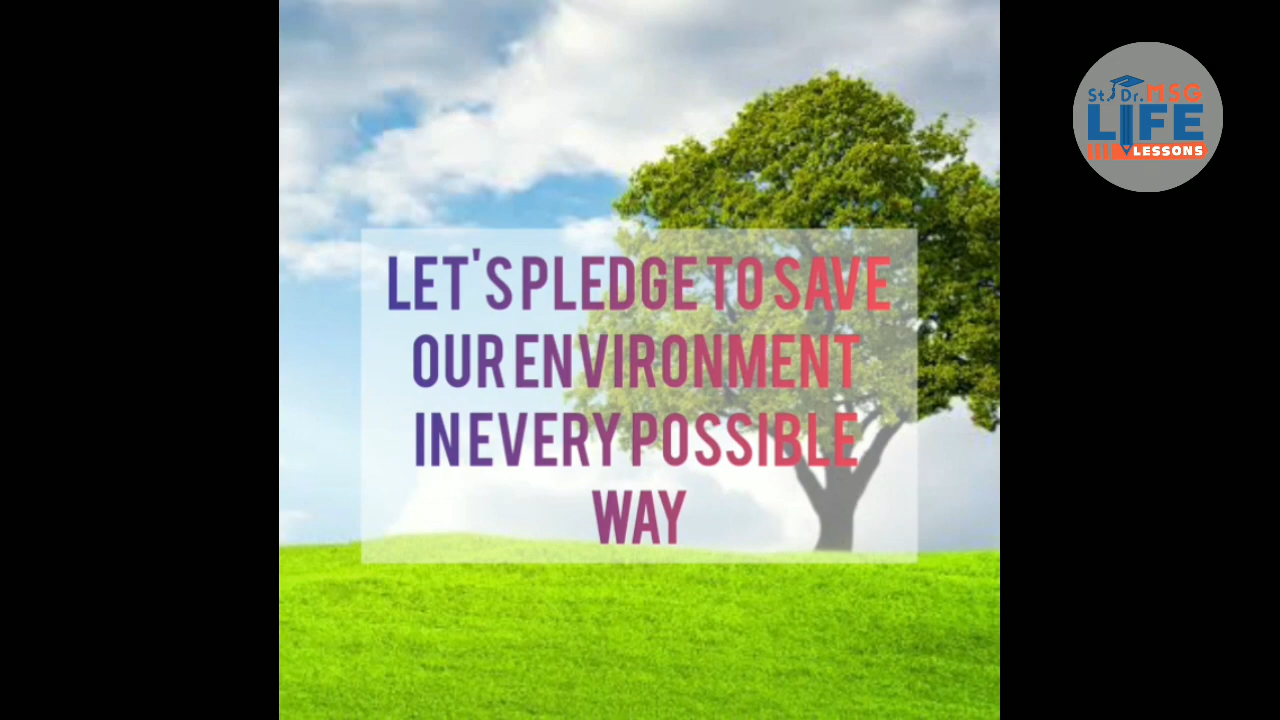 LET'S PLEDGE TO SAVE
OUR ENVIRONMENT
IN EVERY POSSIBLE
WAY
St. Dr. MSG
LIFE
LESSONS